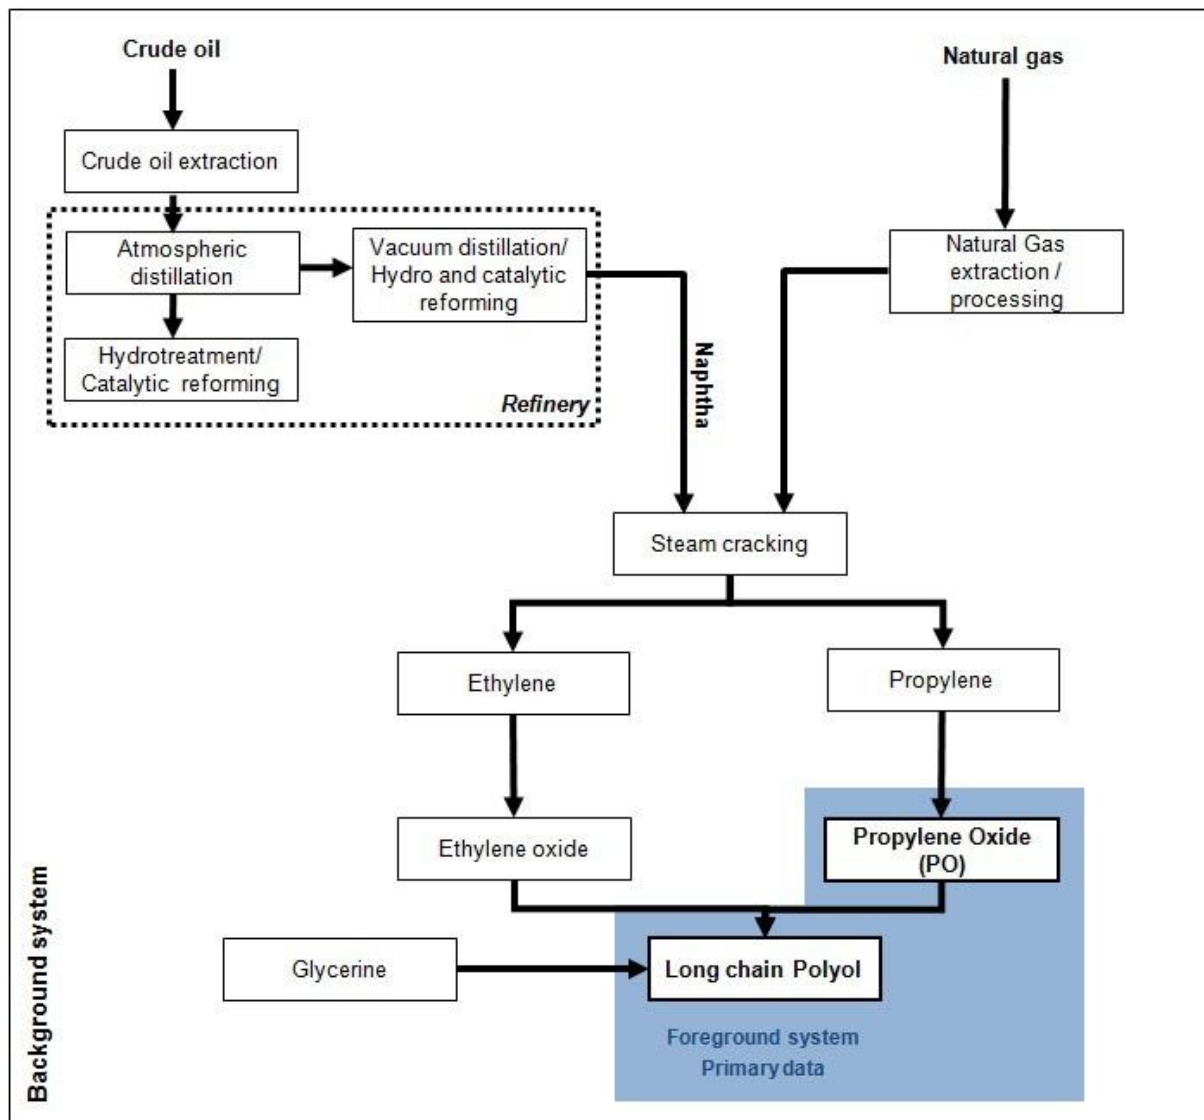 Crude oil
Natural gas
Crude oil extraction
Atmospheric
distillation
Vacuum distillation/
Hydro and catalytic
reforming
Natural Gas
extraction /
processing
Hydrotreatment/
Catalytic reforming
Refinery
Naphtha
Steam cracking
Ethylene
Propylene
Ethylene oxide
Propylene Oxide
(PO)
Glycerine
Long chain Polyol
Foreground system
Primary data
Background system